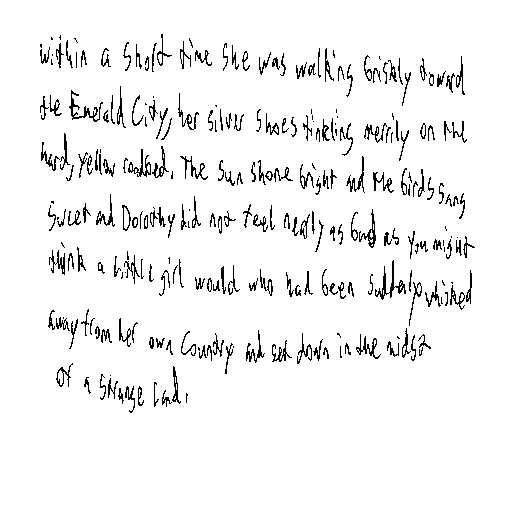 within a short time she was walking briskly toward
the Emerald City, her silver shoes tinkling merrily on the
hard, yellow roadbed. The sun shone bright and the birds sang
sweet and Dorothy did not feel nearly as bad as you might
think a little girl would who had been suddenly whisked
away from her own country and set down in the midst
of a strange land.